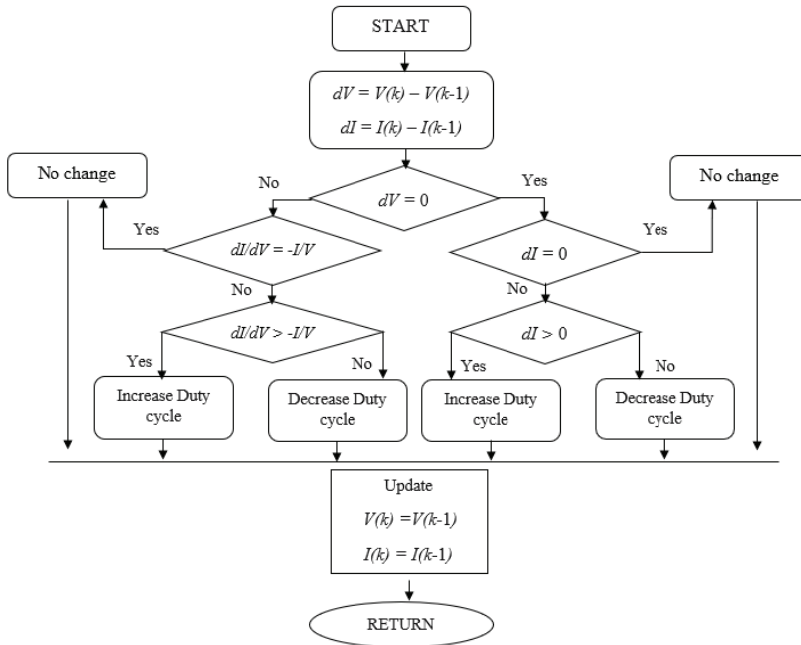 START
dV = V(k) – V(k-1)
dI = I(k) – I(k-1)
No change
No
Yes
No change
dV = 0
Yes
dI/dV = -I/V
dI = 0
Yes
No
No
dI/dV > -I/V
dI > 0
Yes
No
Yes
No
Increase Duty
cycle
Decrease Duty
cycle
Increase Duty
cycle
Decrease Duty
cycle
Update
V(k) =V(k-1)
I(k) = I(k-1)
RETURN